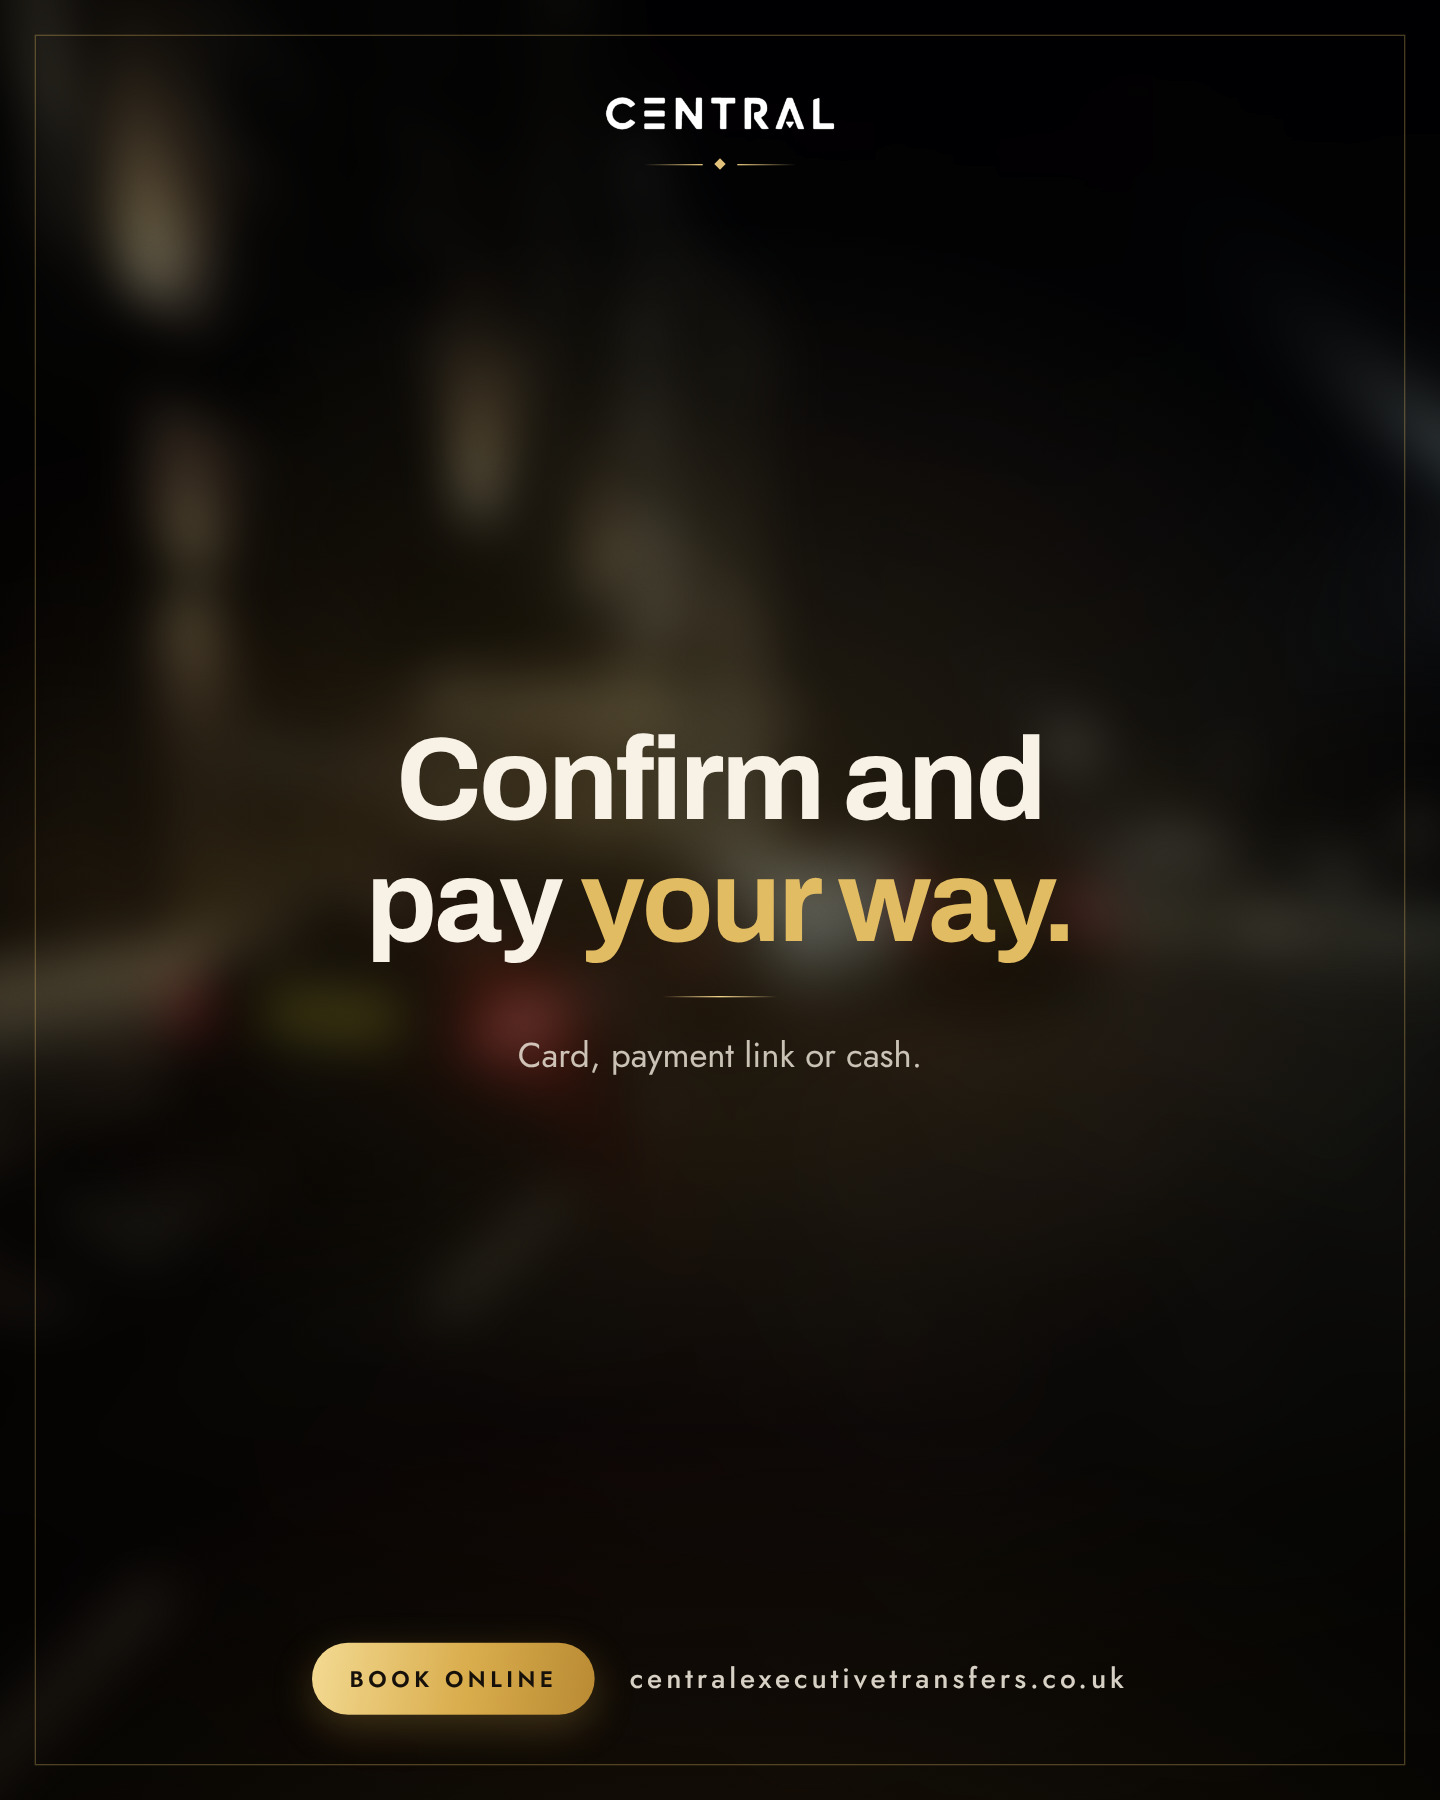 CENTRAL
Confirm and
pay your way.
Card, payment link or cash.
BOOK ONLINE
centralexecutivetransfers.co.uk